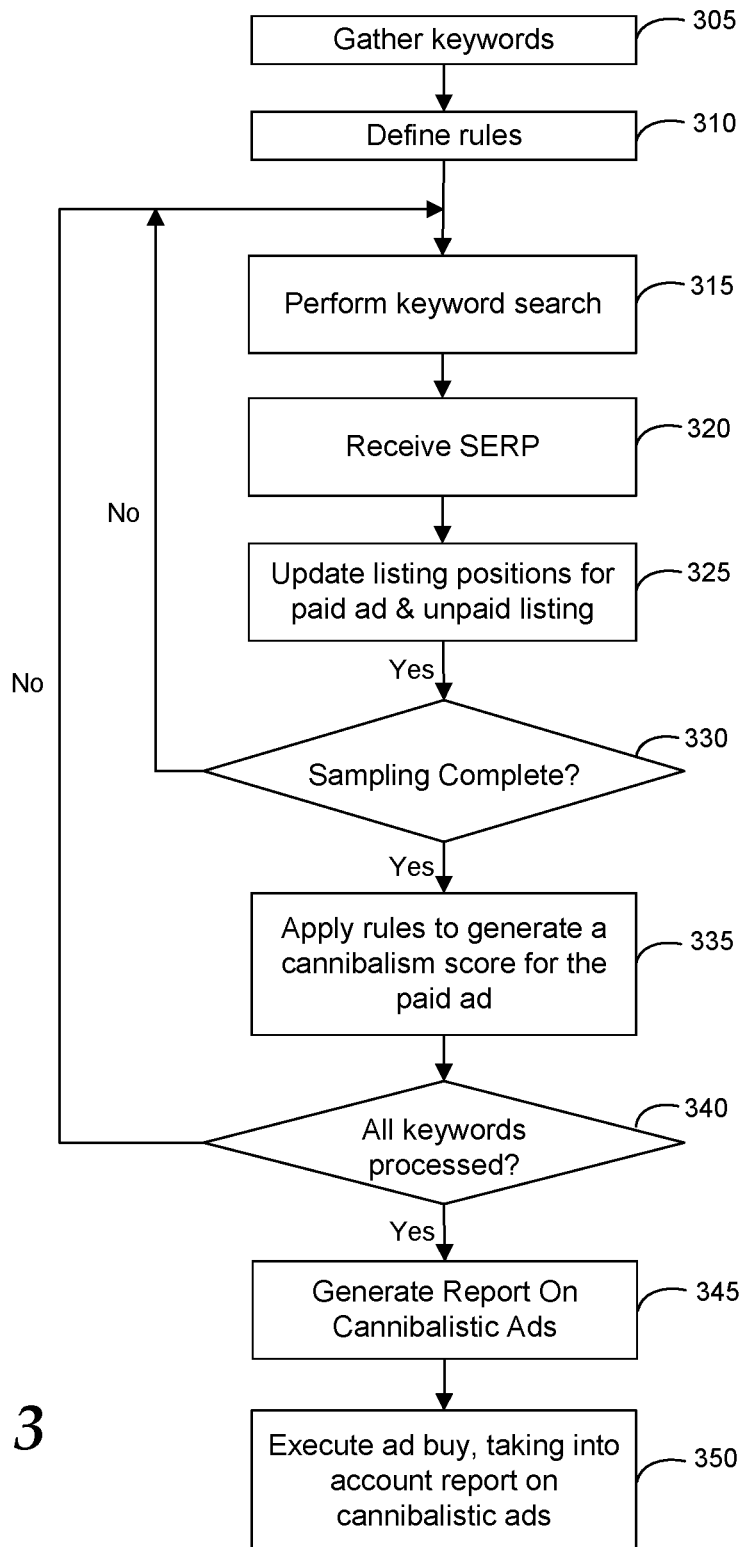 Gather keywords
305
Define rules
310
Perform keyword search
315
Receive SERP
320
No
Update listing positions for
paid ad & unpaid listing
325
Yes
No
Sampling Complete?
330
Yes
Apply rules to generate a
cannibalism score for the
paid ad
335
All keywords
processed?
340
Yes
Generate Report On
Cannibalistic Ads
345
3
Execute ad buy, taking into
account report on
cannibalistic ads
350